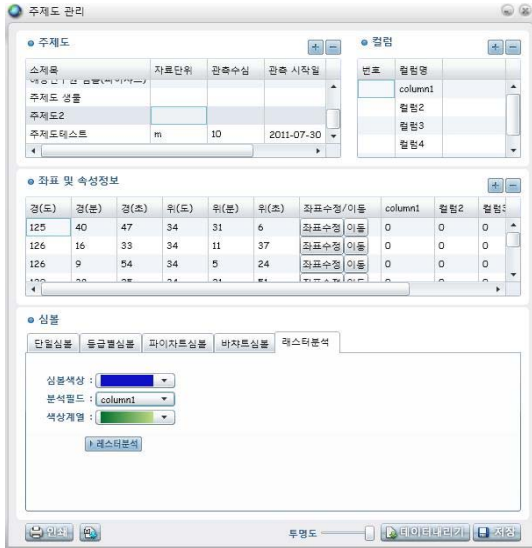 주제도 관리
주제도
컬럼
소제목 자료단위 관측수심 관측 시작일
번호 컬럼명
주제도 생물
주제도2
주제도테스트 m 10 2011-07-30
column1
컬럼2
컬럼3
컬럼4
좌표 및 속성정보
경(도) 경(분) 경(초) 위(도) 위(분) 위(초) 좌표수정/이동 column1 컬럼2
125 40 47 34 31 6 좌표수정 이동 0 0 0
126 16 33 34 11 37 좌표수정 이동 0 0 0
126 9 54 34 5 24 좌표수정 이동 0 0 0
심볼
단일심볼 등급별심볼 파이차트심볼 바챠트심볼 래스터분석
심볼색상 :
분석필드 : column1
색상계열 :
래스터분석
인쇄 투명도 데이터내리기 저장